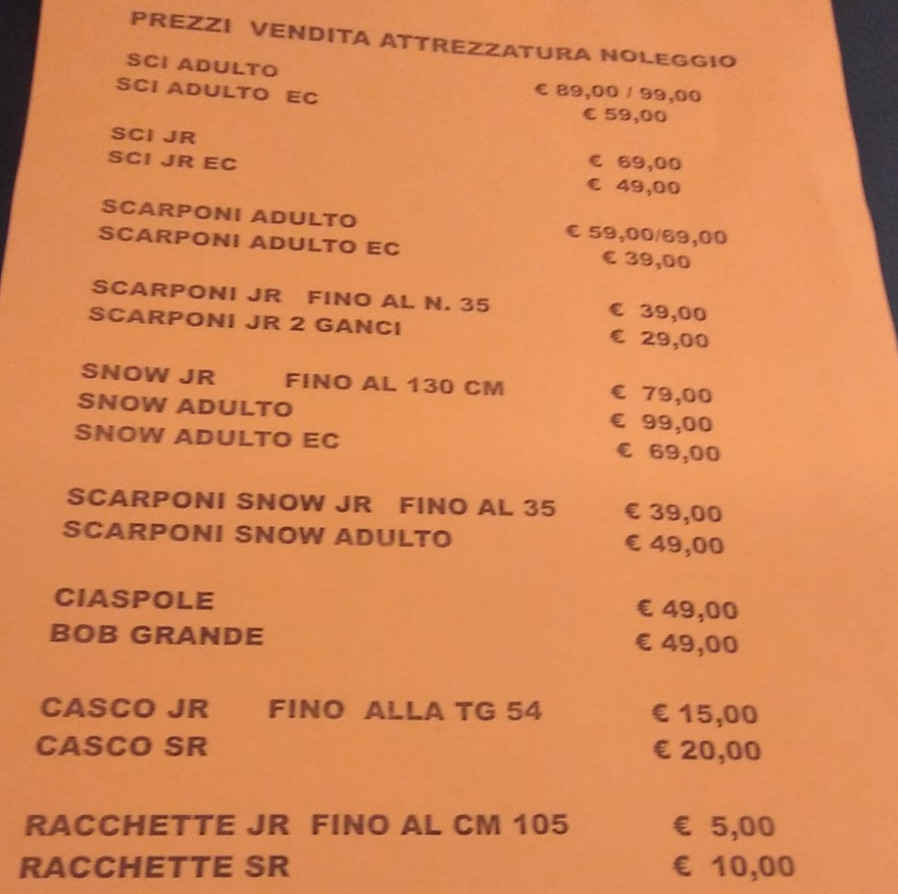 PREZZI VENDITA ATTREZZATURA NOLEGGIO
SCI ADULTO € 89,00 / 99,00
SCI ADULTO EC € 59,00
SCI JR € 69,00
SCI JR EC € 49,00
SCARPONI ADULTO € 59,00/69,00
SCARPONI ADULTO EC € 39,00
SCARPONI JR FINO AL N. 35 € 39,00
SCARPONI JR 2 GANCI € 29,00
SNOW JR FINO AL 130 CM € 79,00
SNOW ADULTO € 99,00
SNOW ADULTO EC € 69,00
SCARPONI SNOW JR FINO AL 35 € 39,00
SCARPONI SNOW ADULTO € 49,00
CIASPOLE € 49,00
BOB GRANDE € 49,00
CASCO JR FINO ALLA TG 54 € 15,00
CASCO SR € 20,00
RACCHETTE JR FINO AL CM 105 € 5,00
RACCHETTE SR € 10,00